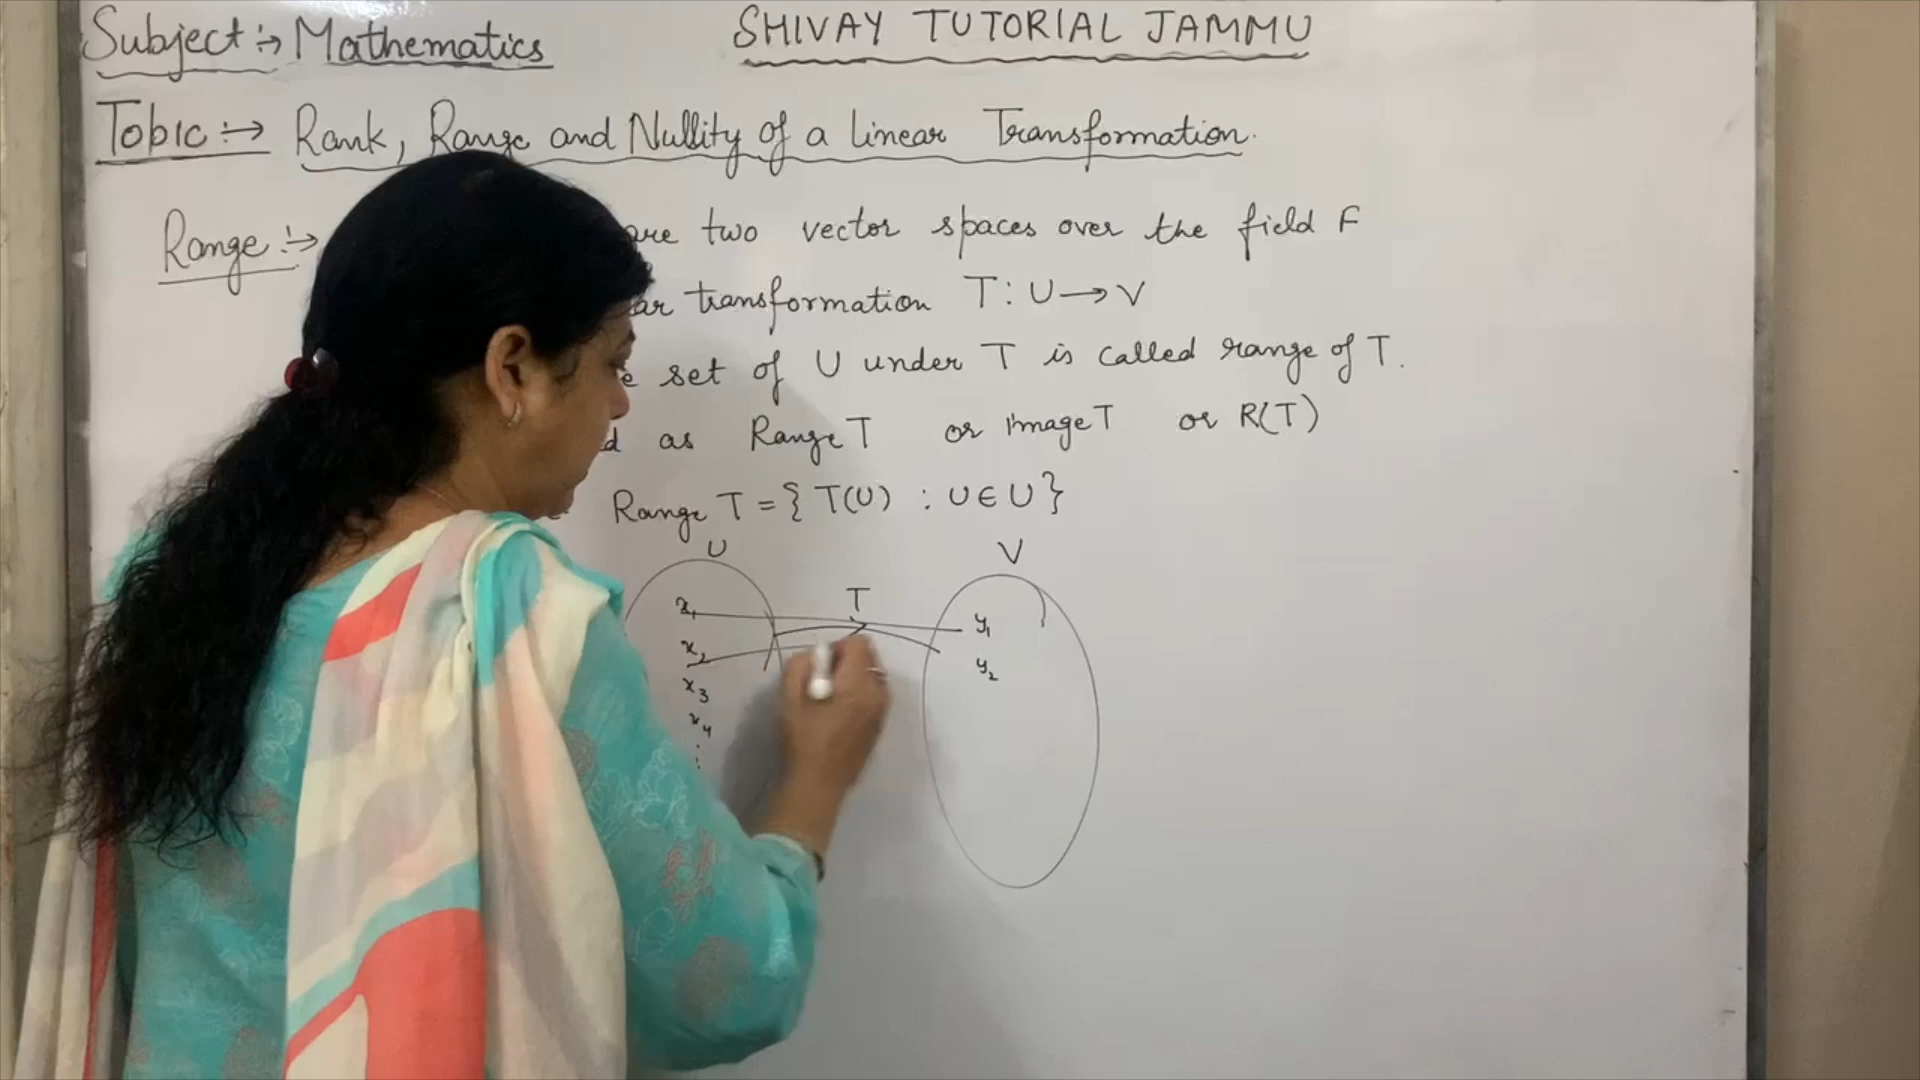 Subject :-> Mathematics SHIVAY TUTORIAL JAMMU
Topic :-> Rank, Range and Nullity of a linear Transformation.
Range :-> are two vector spaces over the field F
ar transformation T : U → V
e set of U under T is called range of T.
d as Range T or image T or R(T)
Range T = { T(U) : U ∈ U }
U V
T
x₁ y₁
x₂ y₂
x₃
x₄
⋮